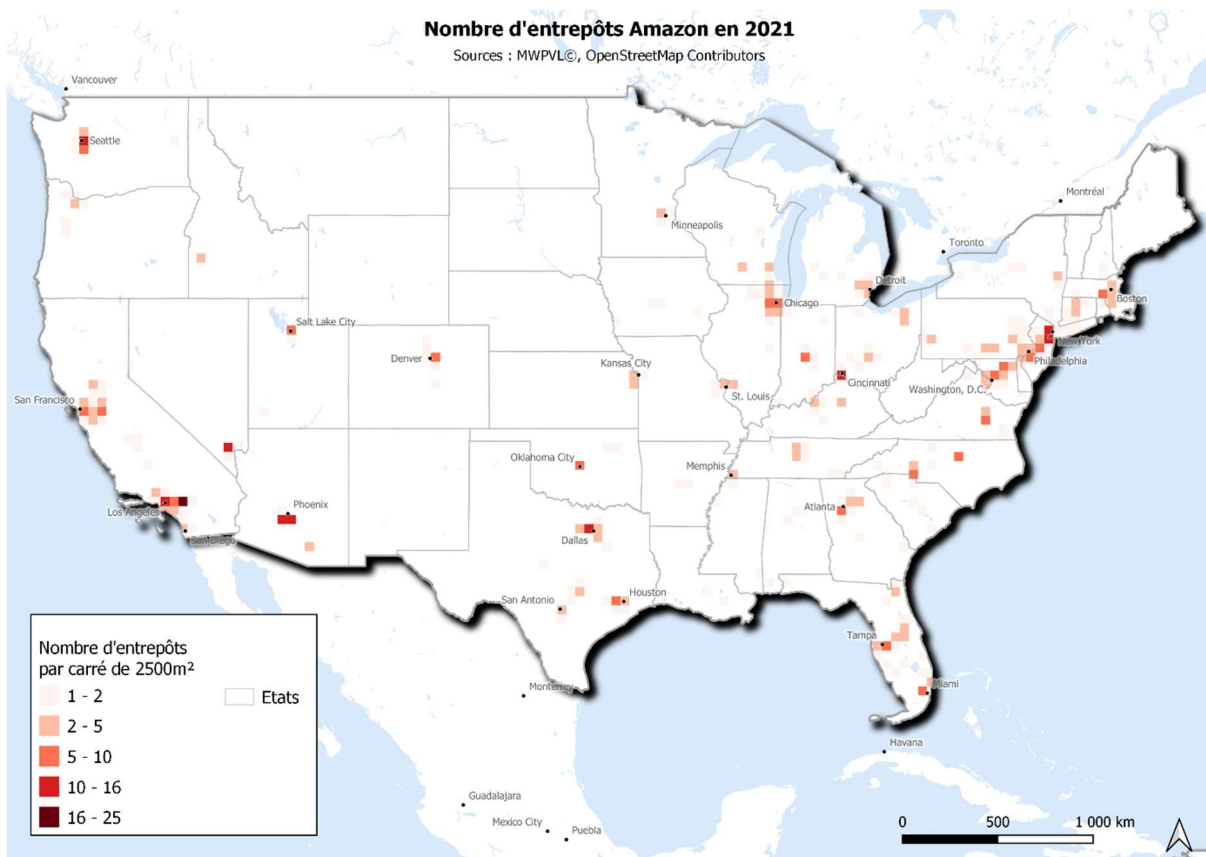 Nombre d'entrepôts Amazon en 2021
Sources : MWPVL©, OpenStreetMap Contributors
Vancouver
Seattle
Montréal
Minneapolis
Toronto
Detroit
Boston
Chicago
Salt Lake City
New York
Denver
Philadelphia
Kansas City
Cincinnati
Washington, D.C.
St. Louis
San Francisco
Oklahoma City
Memphis
Phoenix
Los Angeles
Atlanta
San Diego
Dallas
San Antonio
Houston
Tampa
Monterrey
Miami
Havana
Guadalajara
Mexico City
Puebla
Nombre d'entrepôts
par carré de 2500m²
1 - 2
Etats
2 - 5
5 - 10
10 - 16
16 - 25
0 500 1 000 km